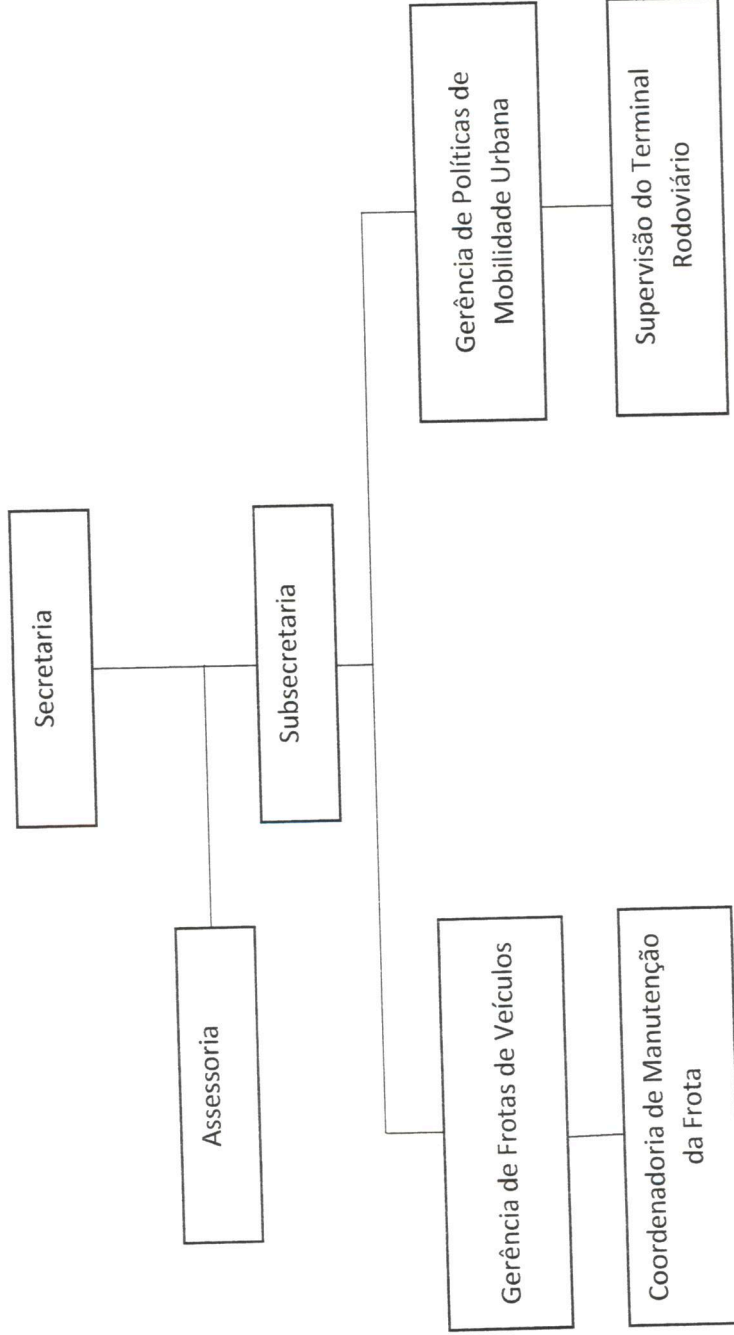 Secretaria
Assessoria
Subsecretaria
Gerência de Frotas de Veículos
Gerência de Políticas de
Mobilidade Urbana
Coordenadoria de Manutenção
da Frota
Supervisão do Terminal
Rodoviário